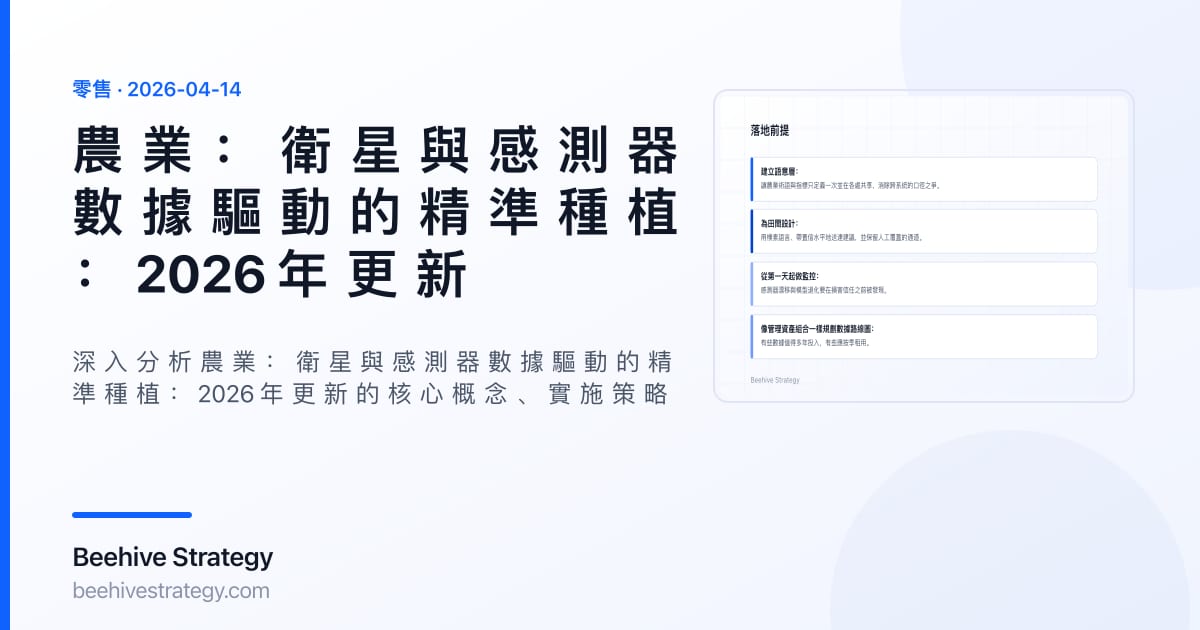 零售 · 2026-04-14
農業：衛星與感測器
數據驅動的精準種植
：2026年更新
深入分析農業：衛星與感測器數據驅動的精
準種植：2026年更新的核心概念、實施策略
Beehive Strategy
beehivestrategy.com
落地前提
建立語意層：
讓農業術語與指標只定義一次並在各處共享，消除跨系統的口徑之爭。
為田間設計：
用樸素語言、帶置信水平地送達建議，並保留人工覆蓋的通道。
從第一天起做監控：
感測器漂移與模型退化要在損害信任之前被發現。
像管理資產組合一樣規劃數據路線圖：
有些數據值得多年投入，有些應按季租用。
Beehive Strategy